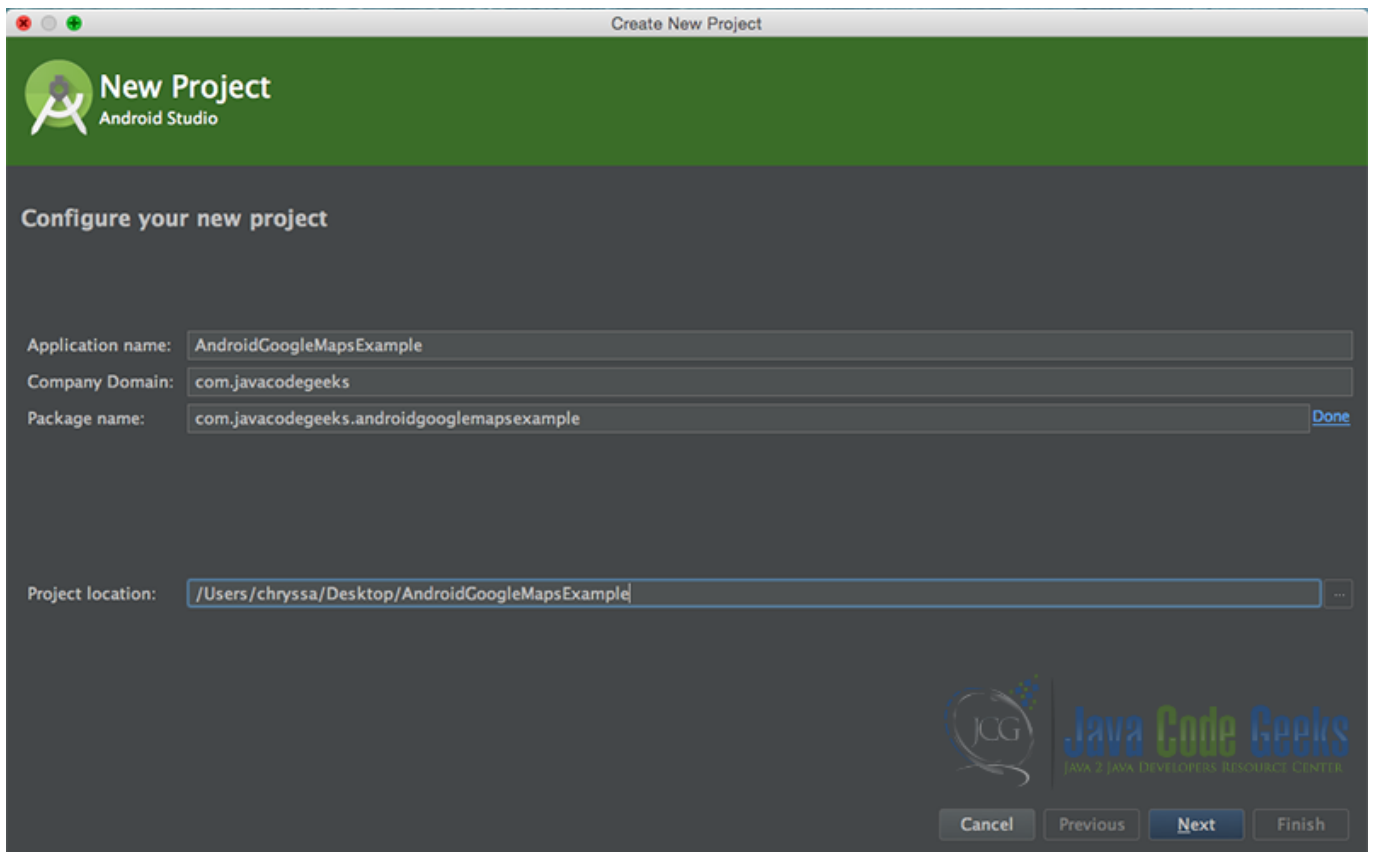 Create New Project
New Project
Android Studio
Configure your new project
Application name: AndroidGoogleMapsExample
Company Domain: com.javacodegeeks
Package name: com.javacodegeeks.androidgooglemapsexample Done
Project location: /Users/chryssa/Desktop/AndroidGoogleMapsExample ...
JCG Java Code Geeks
JAVA 2 JAVA DEVELOPERS RESOURCE CENTER
Cancel Previous Next Finish